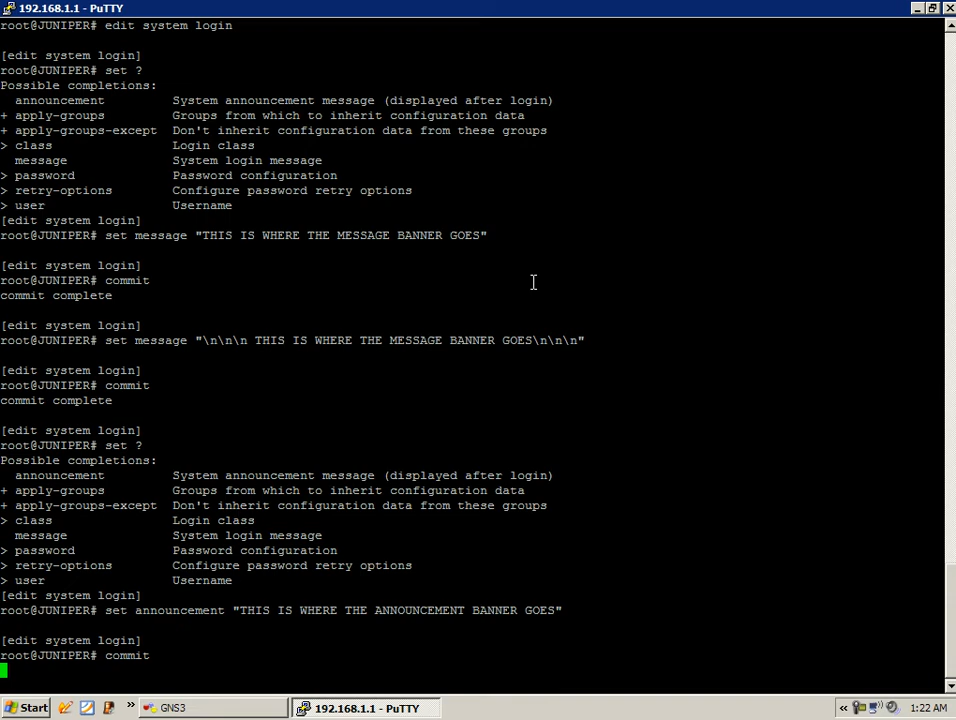 192.168.1.1 - PuTTY
root@JUNIPER# edit system login
[edit system login]
root@JUNIPER# set ?
Possible completions:
  announcement         System announcement message (displayed after login)
+ apply-groups         Groups from which to inherit configuration data
+ apply-groups-except  Don't inherit configuration data from these groups
> class                Login class
  message              System login message
> password             Password configuration
> retry-options        Configure password retry options
> user                 Username
[edit system login]
root@JUNIPER# set message "THIS IS WHERE THE MESSAGE BANNER GOES"
[edit system login]
root@JUNIPER# commit
commit complete
[edit system login]
root@JUNIPER# set message "\n\n\n THIS IS WHERE THE MESSAGE BANNER GOES\n\n\n"
[edit system login]
root@JUNIPER# commit
commit complete
[edit system login]
root@JUNIPER# set ?
Possible completions:
  announcement         System announcement message (displayed after login)
+ apply-groups         Groups from which to inherit configuration data
+ apply-groups-except  Don't inherit configuration data from these groups
> class                Login class
  message              System login message
> password             Password configuration
> retry-options        Configure password retry options
> user                 Username
[edit system login]
root@JUNIPER# set announcement "THIS IS WHERE THE ANNOUNCEMENT BANNER GOES"
[edit system login]
root@JUNIPER# commit
Start » GNS3 192.168.1.1 - PuTTY « 1:22 AM